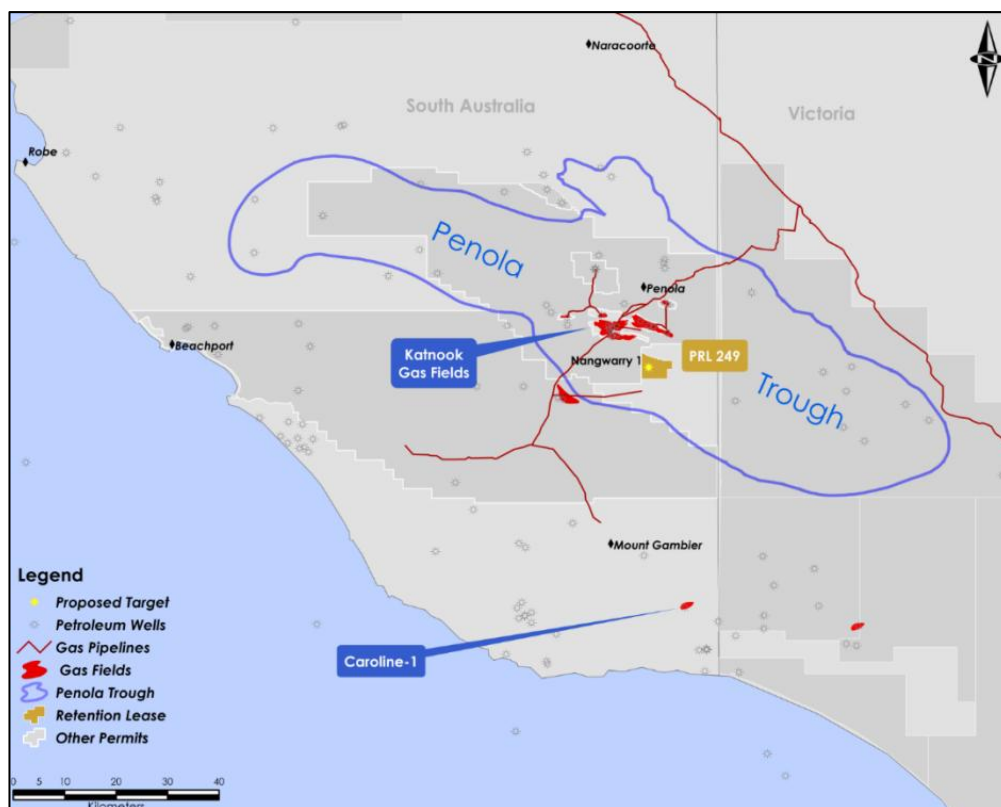 Naracoorte
N
South Australia
Victoria
Robe
Penola
Penola
Beachport
Katnook
Gas Fields
Nangwarry 1
PRL 249
Trough
Mount Gambier
Caroline-1
Legend
Proposed Target
Petroleum Wells
Gas Pipelines
Gas Fields
Penola Trough
Retention Lease
Other Permits
0 5 10 20 30 40
Kilometers